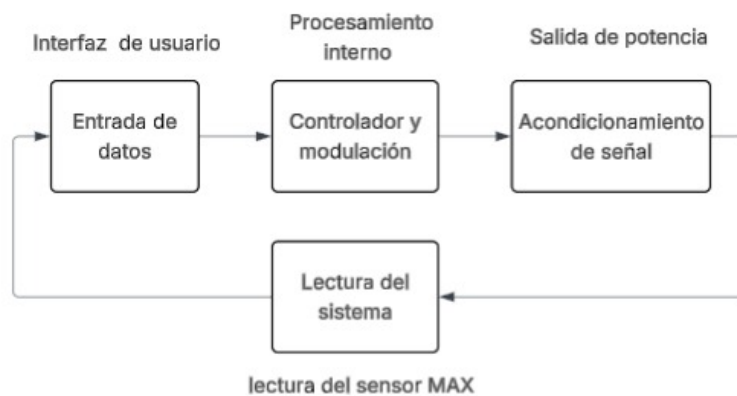 Interfaz de usuario
Procesamiento
interno
Salida de potencia
Entrada de
datos
Controlador y
modulación
Acondicionamiento
de señal
Lectura del
sistema
lectura del sensor MAX